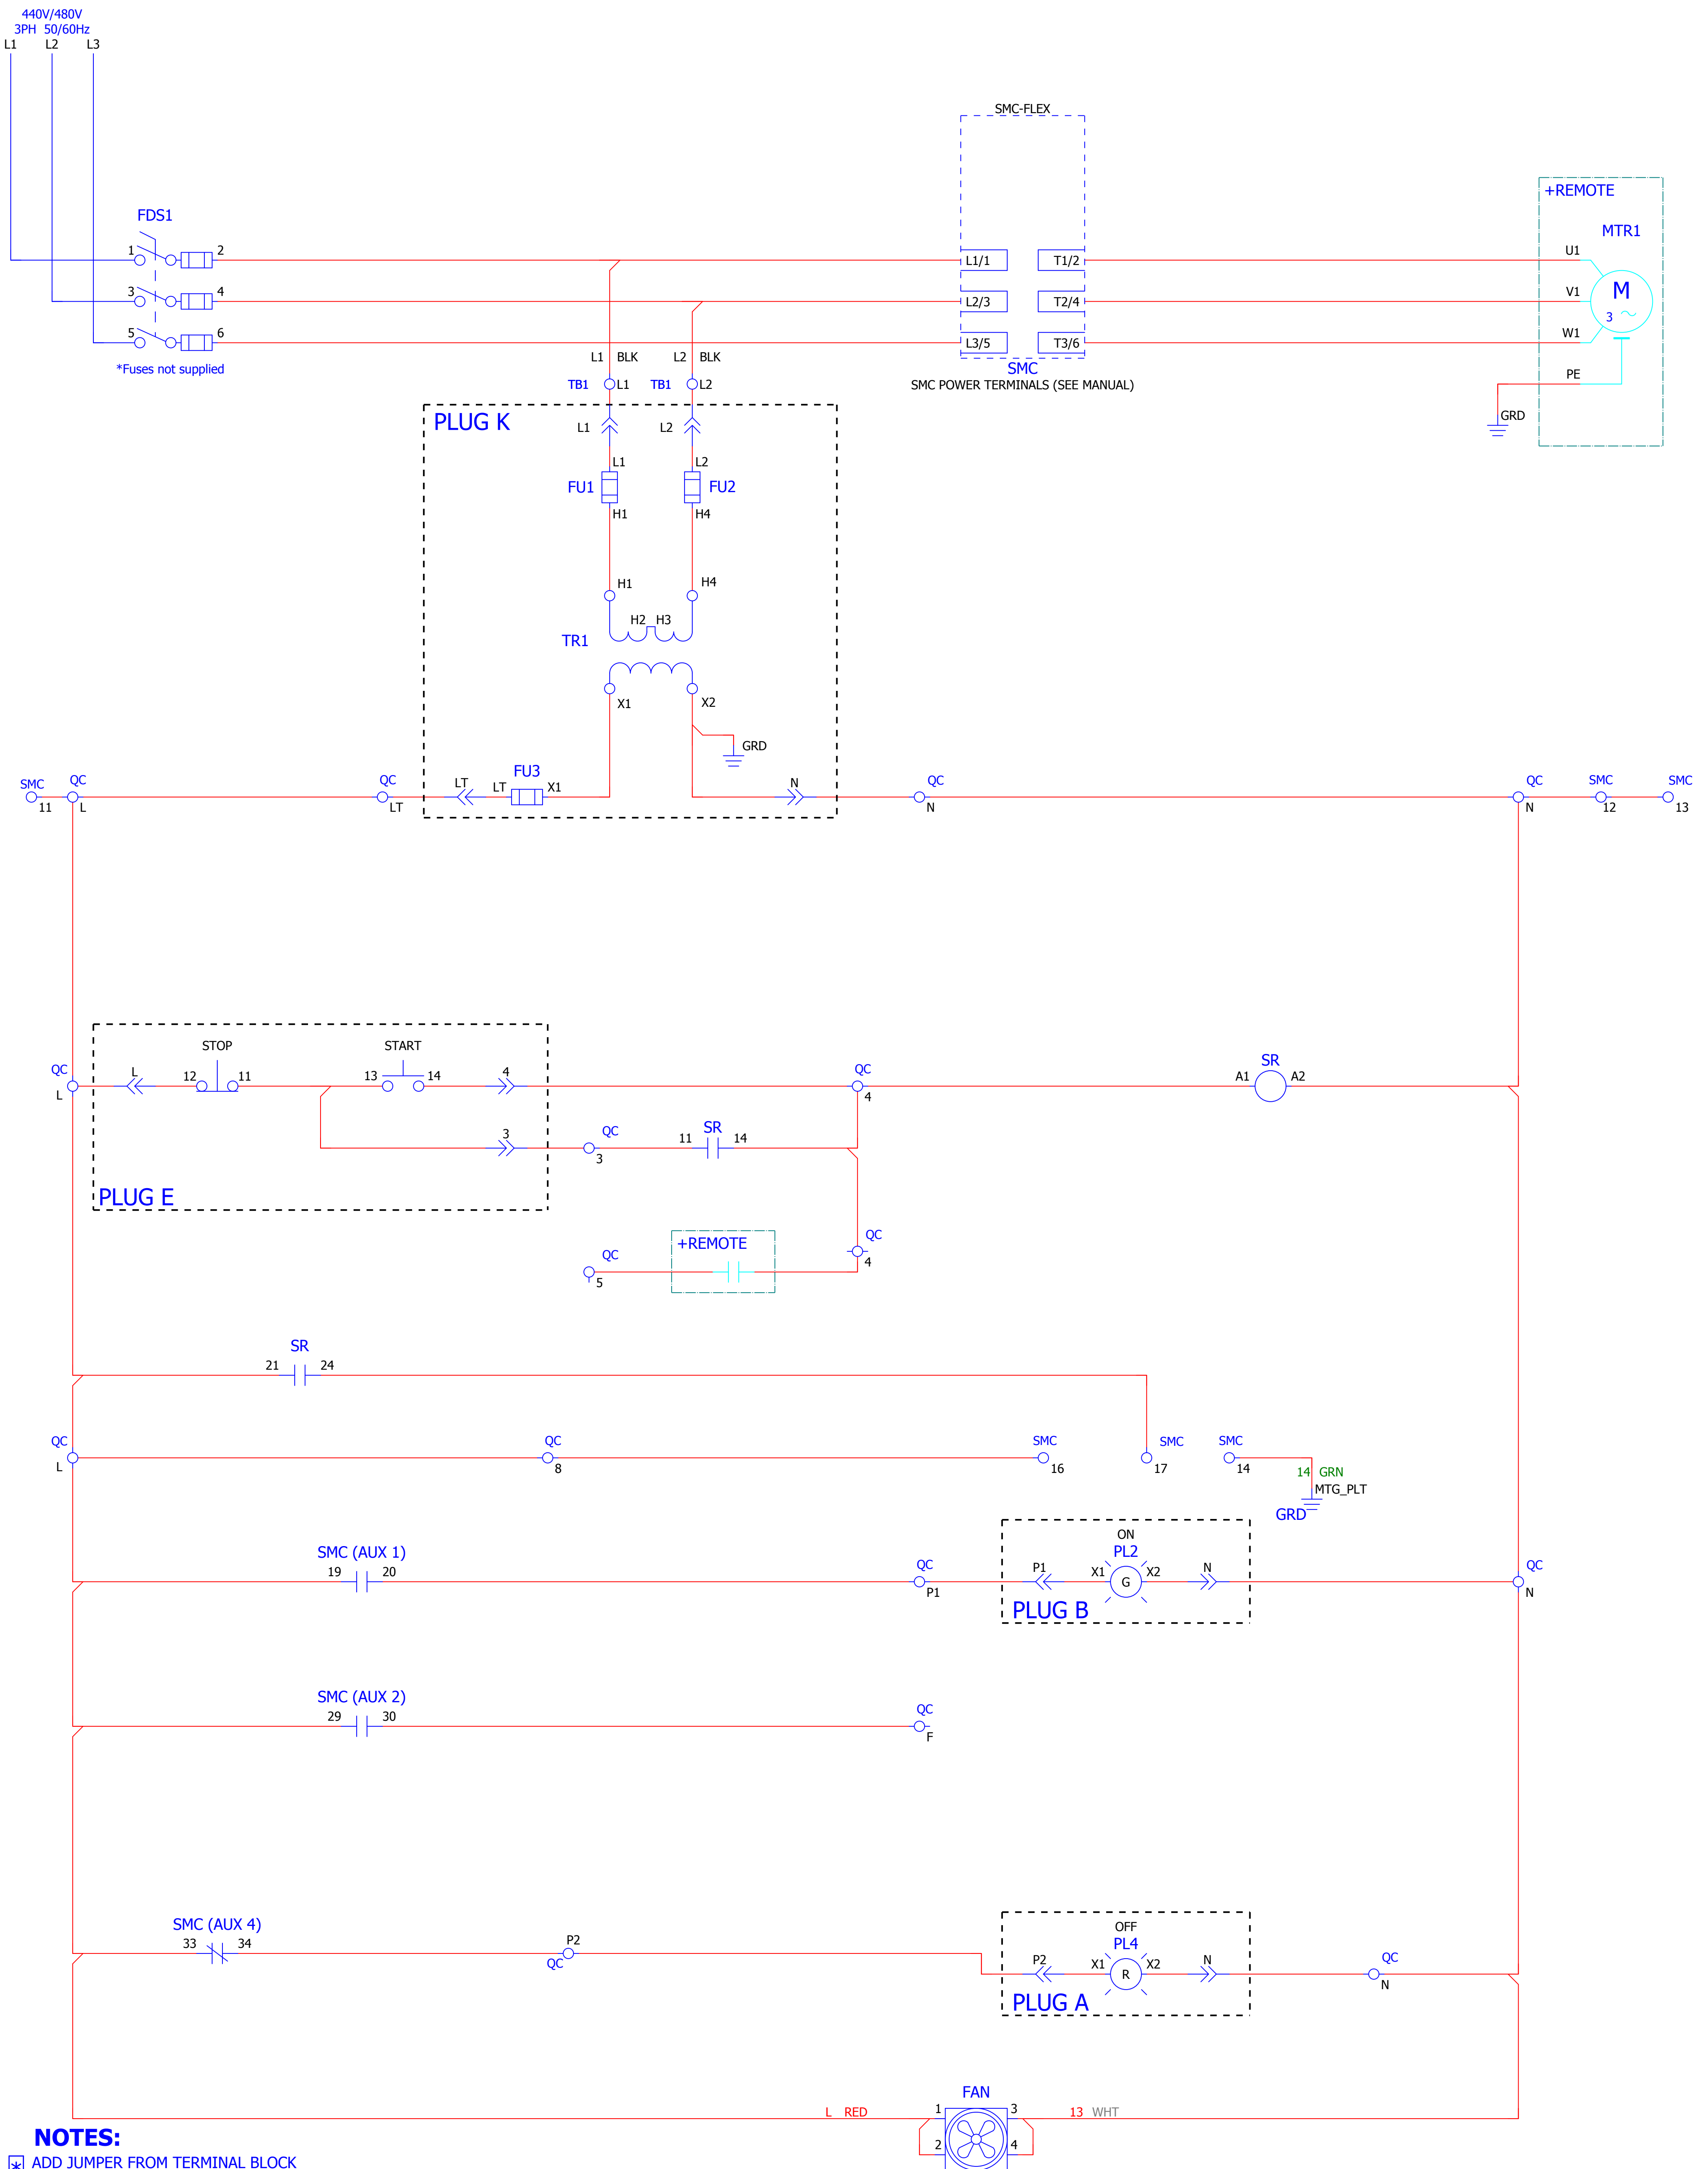 440V/480V
3PH 50/60Hz
L1 L2 L3
SMC-FLEX
+REMOTE
FDS1
MTR1
1 2
L1/1 T1/2
U1
3 4
L2/3 T2/4
V1
M
3
5 6
L3/5 T3/6
W1
*Fuses not supplied
L1 BLK L2 BLK
SMC
SMC POWER TERMINALS (SEE MANUAL)
PE
TB1 L1 TB1 L2
GRD
PLUG K
L1 L2
L1 L2
FU1 FU2
H1 H4
H1 H4
H2 H3
TR1
X1 X2
GRD
SMC QC QC LT LT FU3 X1 N QC QC SMC SMC
11 L LT N N 12 13
STOP START
QC L 12 11 13 14 4 QC A1 SR A2
L 4
3 QC 11 SR 14
3
PLUG E
+REMOTE
QC QC
5 4
SR
21 24
QC QC SMC SMC SMC
L 8 16 17 14
14 GRN
MTG_PLT
GRD
ON
SMC (AUX 1) PL2
19 20 QC P1 X1 G X2 N QC
P1 N
PLUG B
SMC (AUX 2)
29 30 QC
F
OFF
SMC (AUX 4) PL4
33 34 P2
QC
P2 X1 R X2 N QC
N
PLUG A
FAN
L RED 1 3 13 WHT
2 4
NOTES:
* ADD JUMPER FROM TERMINAL BLOCK